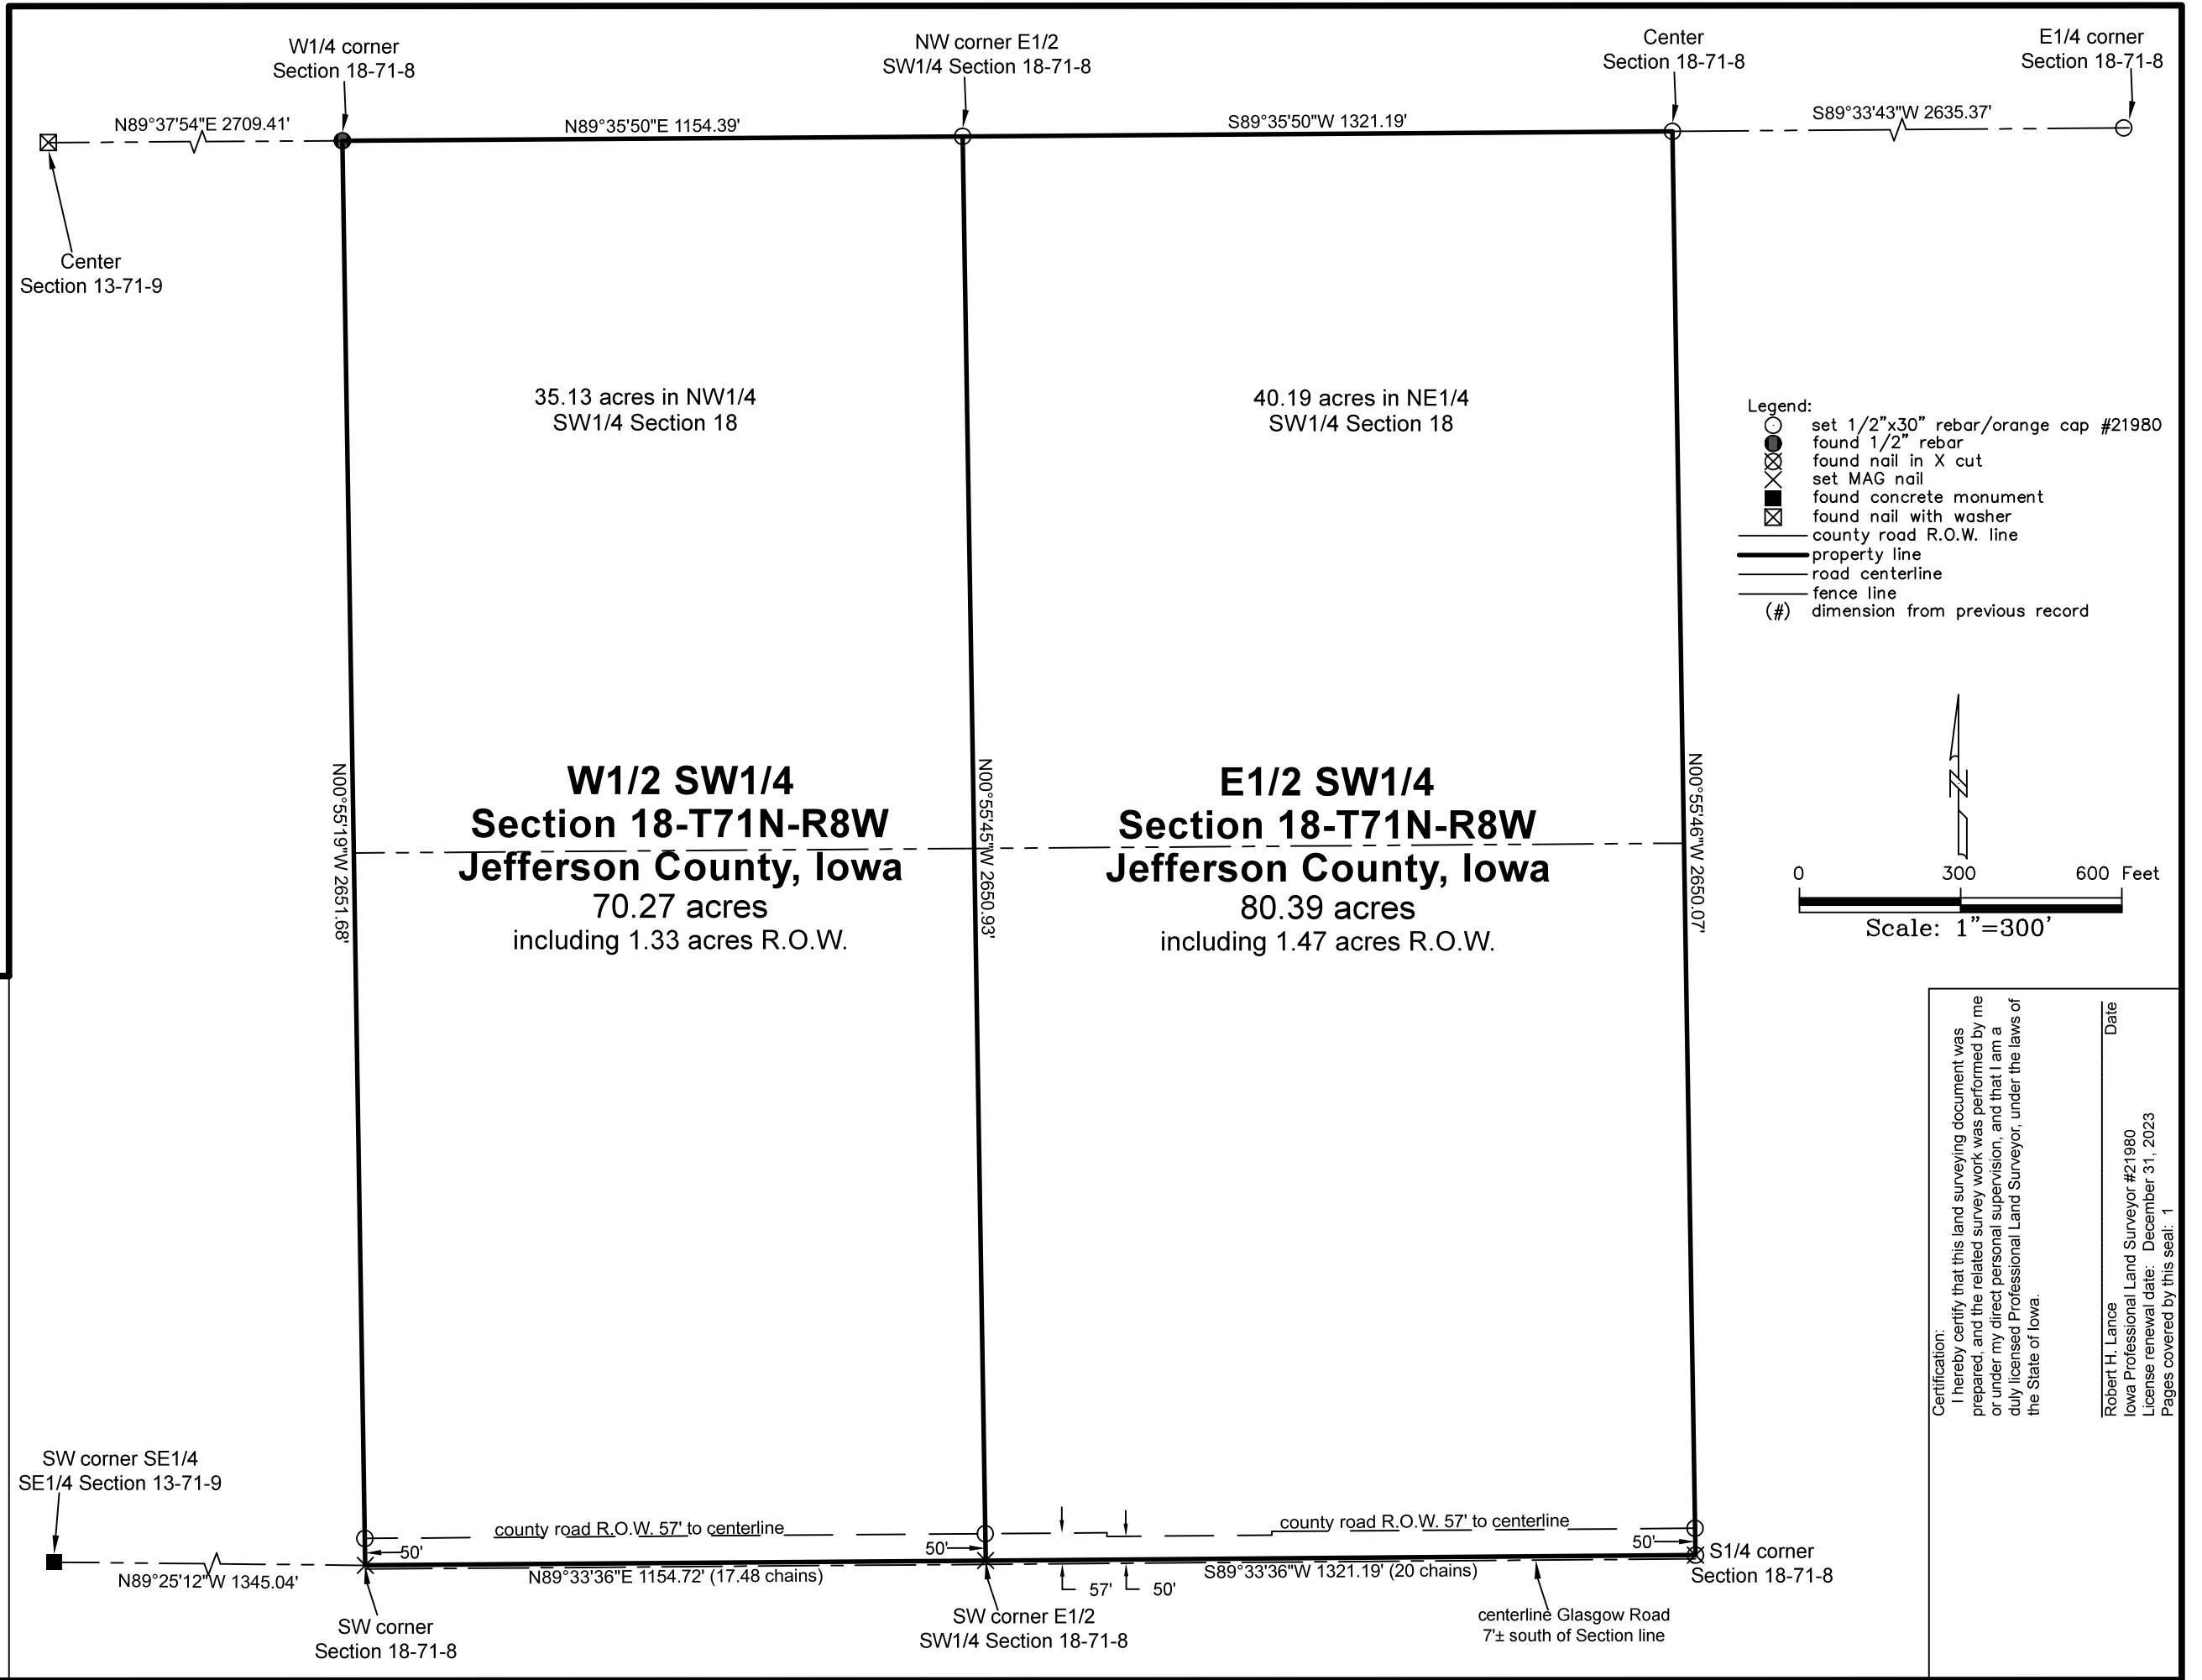 W1/4 corner
Section 18-71-8
NW corner E1/2
SW1/4 Section 18-71-8
Center
Section 18-71-8
E1/4 corner
Section 18-71-8
N89°37'54"E 2709.41'
N89°35'50"E 1154.39'
S89°35'50"W 1321.19'
S89°33'43"W 2635.37'
Center
Section 13-71-9
35.13 acres in NW1/4
SW1/4 Section 18
40.19 acres in NE1/4
SW1/4 Section 18
Legend:
set 1/2"x30" rebar/orange cap #21980
found 1/2" rebar
found nail in X cut
set MAG nail
found concrete monument
found nail with washer
county road R.O.W. line
property line
road centerline
fence line
(#) dimension from previous record
N00°55'19"W 2651.68'
W1/2 SW1/4
Section 18-T71N-R8W
Jefferson County, Iowa
70.27 acres
including 1.33 acres R.O.W.
N00°55'45"W 2650.93'
E1/2 SW1/4
Section 18-T71N-R8W
Jefferson County, Iowa
80.39 acres
including 1.47 acres R.O.W.
N00°55'46"W 2650.07'
N
0 300 600 Feet
Scale: 1"=300'
Certification:
I hereby certify that this land surveying document was
prepared, and the related survey work was performed by me
or under my direct personal supervision, and that I am a
duly licensed Professional Land Surveyor, under the laws of
the State of Iowa.
Robert H. Lance Date
Iowa Professional Land Surveyor #21980
License renewal date: December 31, 2023
Pages covered by this seal: 1
SW corner SE1/4
SE1/4 Section 13-71-9
county road R.O.W. 57' to centerline
county road R.O.W. 57' to centerline
50'
50'
50'
S1/4 corner
Section 18-71-8
N89°25'12"W 1345.04'
N89°33'36"E 1154.72' (17.48 chains)
57'
50'
S89°33'36"W 1321.19' (20 chains)
SW corner
Section 18-71-8
SW corner E1/2
SW1/4 Section 18-71-8
centerline Glasgow Road
7'± south of Section line